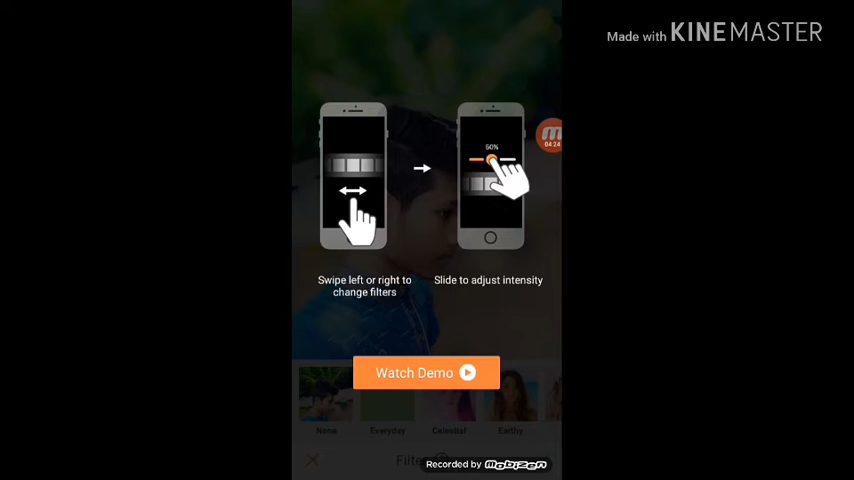 Made with KINEMASTER
50%
04:24
Swipe left or right to
change filters
Slide to adjust intensity
Watch Demo
None
Everyday
Celestial
Earthy
Filter
Recorded by mobizen